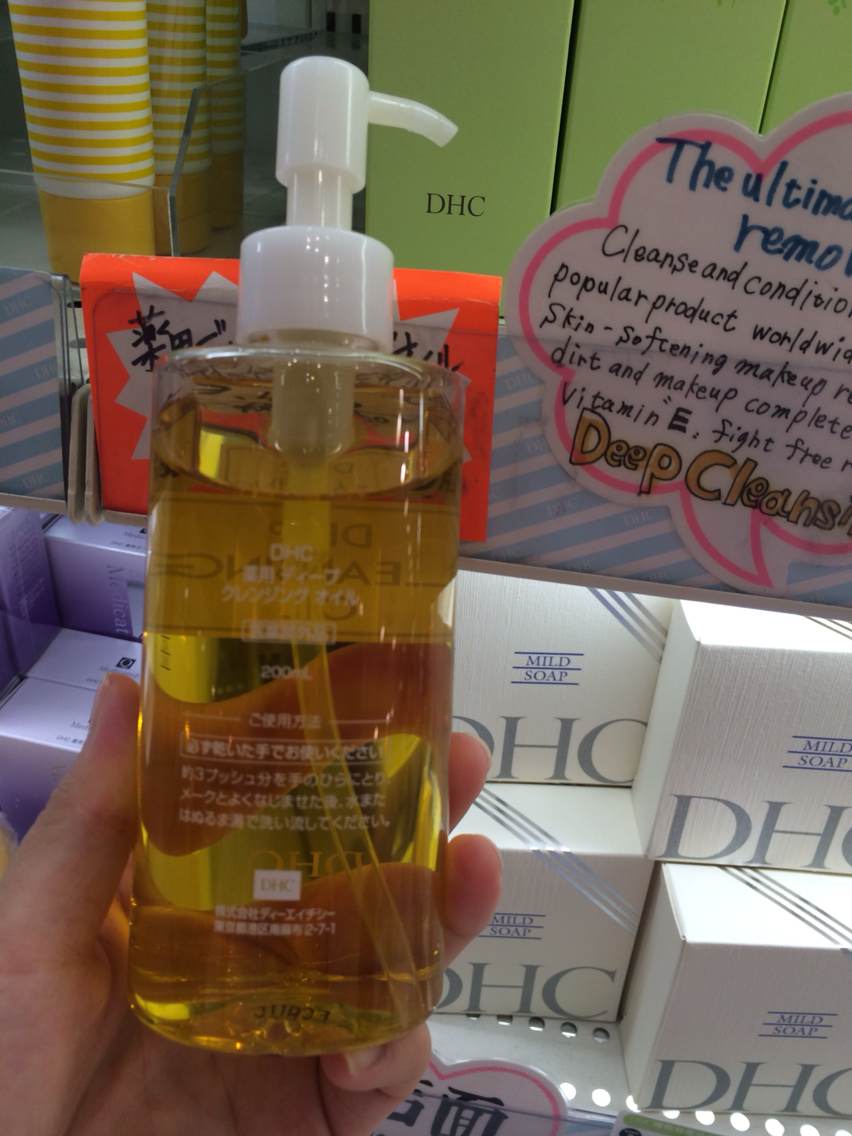 DHC
The ultima
remo
Cleanse and conditio
popular product worldwid
Skin-Softening makeup re
dirt and makeup complete
Vitamin "E. fight free r
Deep Cleansi
DHC
薬用 ディープ
クレンジング オイル
医薬部外品
200mL
ご使用方法
必ず乾いた手でお使いください
約3プッシュ分を手のひらにとり
メークとよくなじませた後、水また
はぬるま湯で洗い流してください。
DHC
株式会社ディーエイチシー
東京都港区南麻布2-7-1
MILD
SOAP
DHC
MILD
SOAP
DHC
MILD
SOAP
DHC
MILD
SOAP
DHC